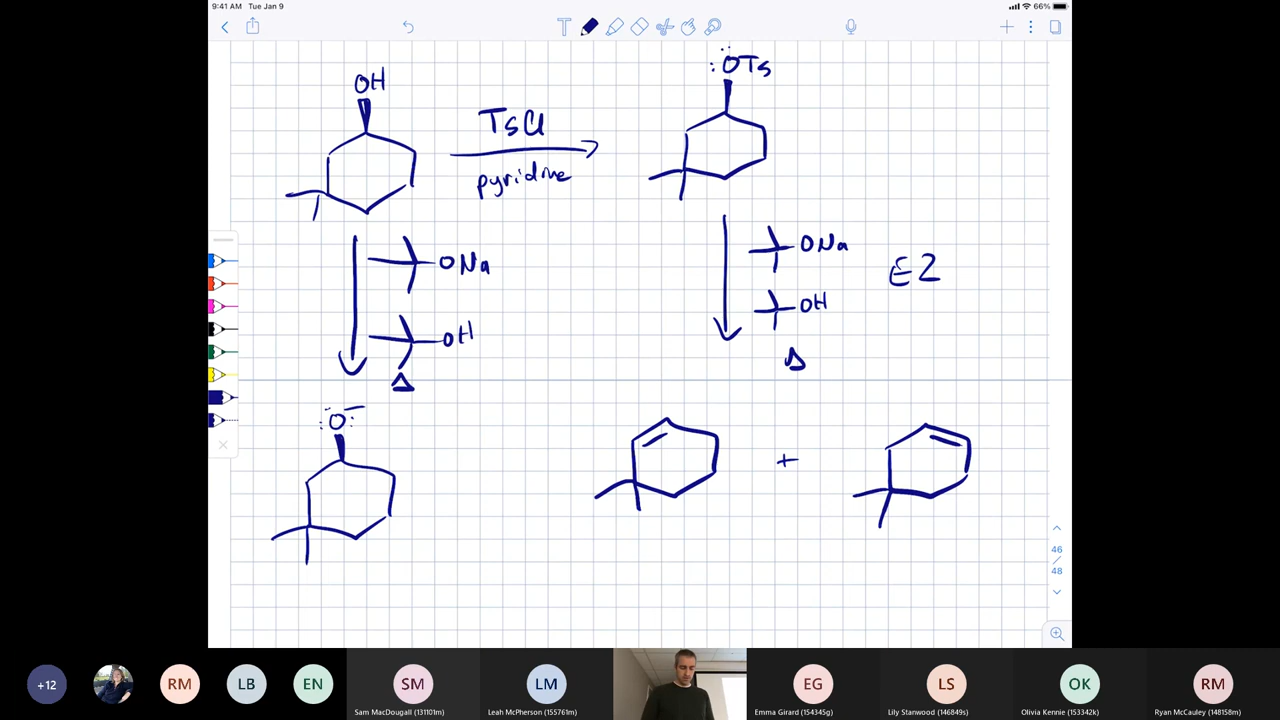 9:41 AM Tue Jan 9
66%
OH
TsCl
pyridine
:ÖTs
ONa
OH
Δ
ONa
OH
Δ
E2
:Ö:⁻
+
46
/
48
+12
RM
LB
EN
SM
LM
EG
LS
OK
RM
Sam MacDougall (131101m)
Leah McPherson (155761m)
Emma Girard (154345g)
Lily Stanwood (146849s)
Olivia Kennie (153342k)
Ryan McCauley (148158m)